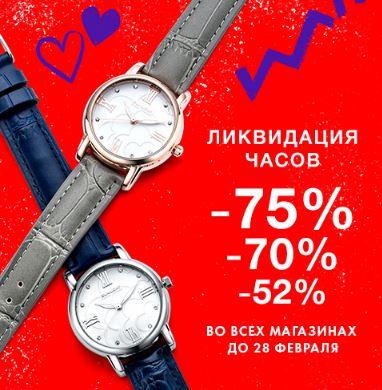 ЛИКВИДАЦИЯ
ЧАСОВ
-75%
-70%
-52%
ВО ВСЕХ МАГАЗИНАХ
ДО 28 ФЕВРАЛЯ